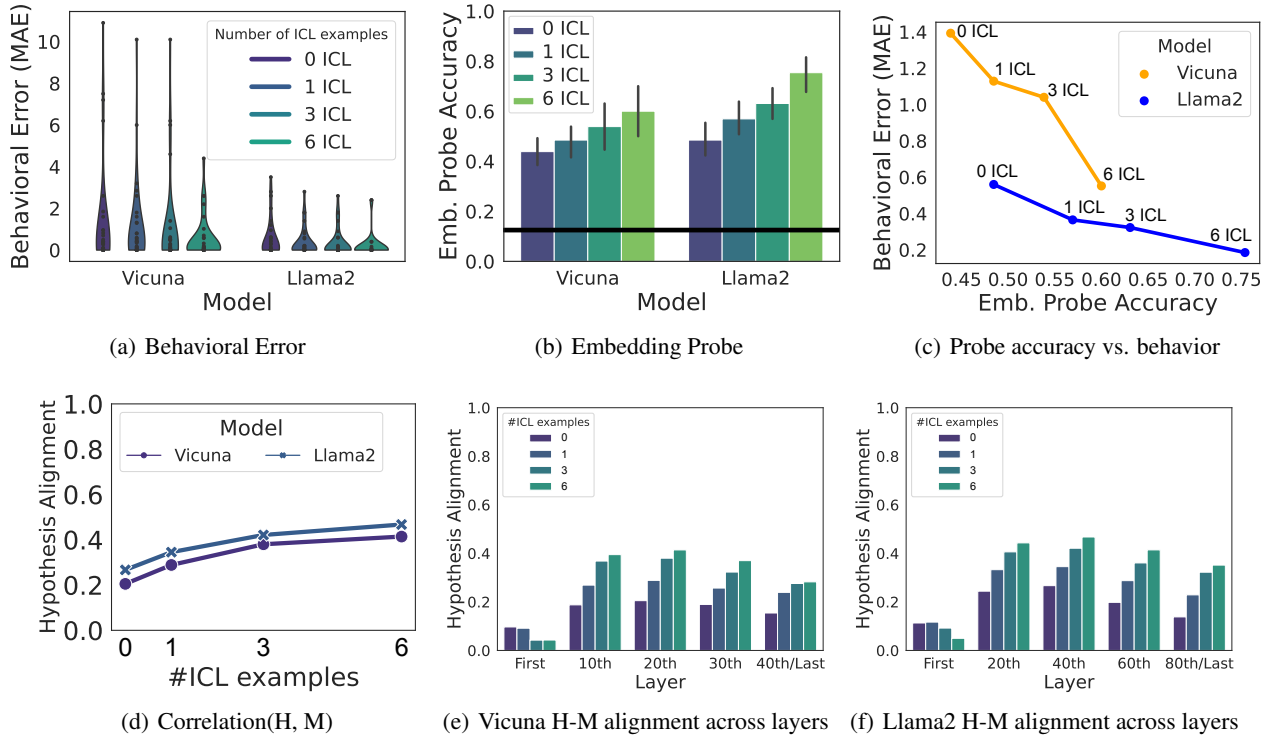 Behavioral Error (MAE)
10
8
6
4
2
0
Number of ICL examples
0 ICL
1 ICL
3 ICL
6 ICL
Vicuna
Llama2
Model
(a) Behavioral Error
Emb. Probe Accuracy
1.0
0.8
0.6
0.4
0.2
0.0
0 ICL
1 ICL
3 ICL
6 ICL
Vicuna
Llama2
Model
(b) Embedding Probe
Behavioral Error (MAE)
1.4
1.2
1.0
0.8
0.6
0.4
0.2
0 ICL
1 ICL
3 ICL
6 ICL
0 ICL
1 ICL
3 ICL
6 ICL
Model
Vicuna
Llama2
0.45 0.50 0.55 0.60 0.65 0.70 0.75
Emb. Probe Accuracy
(c) Probe accuracy vs. behavior
Hypothesis Alignment
1.0
0.8
0.6
0.4
0.2
0.0
Model
Vicuna Llama2
0 1 3 6
#ICL examples
(d) Correlation(H, M)
Hypothesis Alignment
1.0
0.8
0.6
0.4
0.2
0.0
#ICL examples
0
1
3
6
First 10th 20th 30th 40th/Last
Layer
(e) Vicuna H-M alignment across layers
Hypothesis Alignment
1.0
0.8
0.6
0.4
0.2
0.0
#ICL examples
0
1
3
6
First 20th 40th 60th 80th/Last
Layer
(f) Llama2 H-M alignment across layers